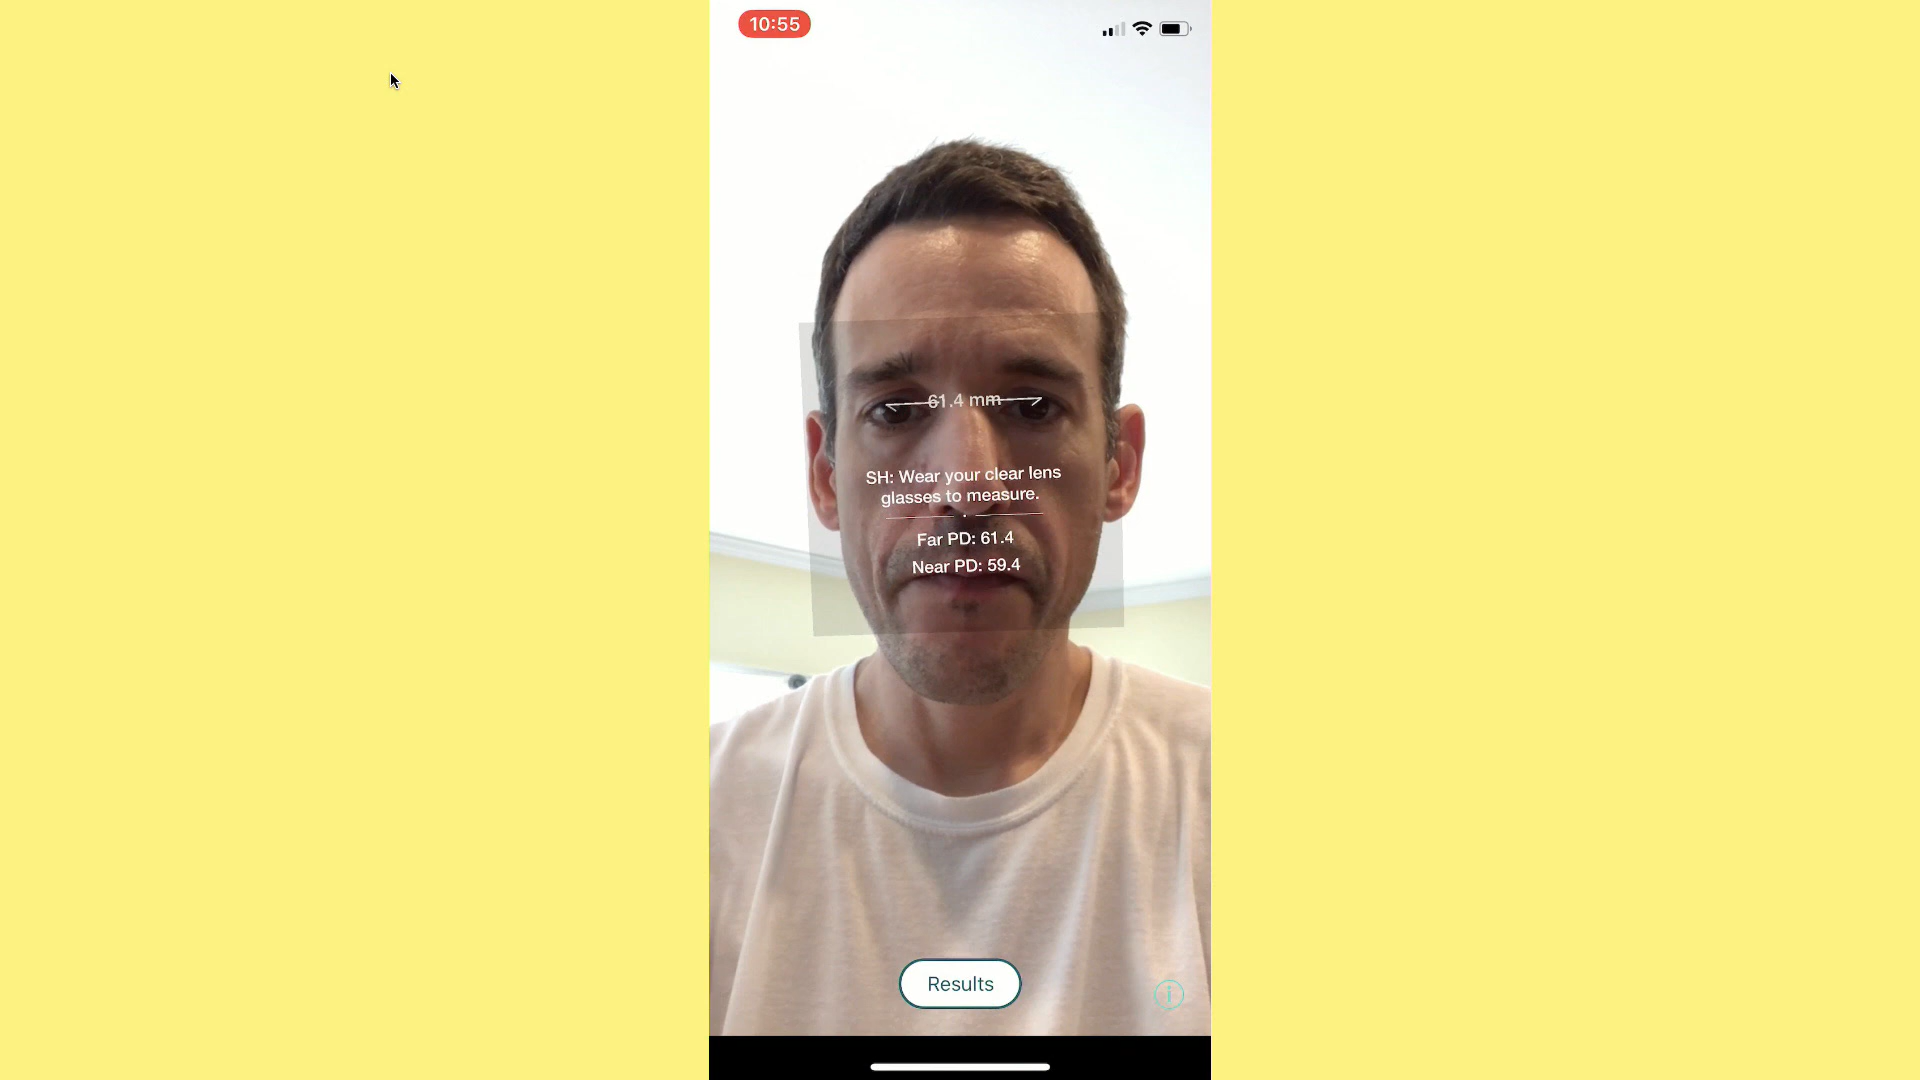 10:55
61.4 mm
SH: Wear your clear lens
glasses to measure.
Far PD: 61.4
Near PD: 59.4
Results
i